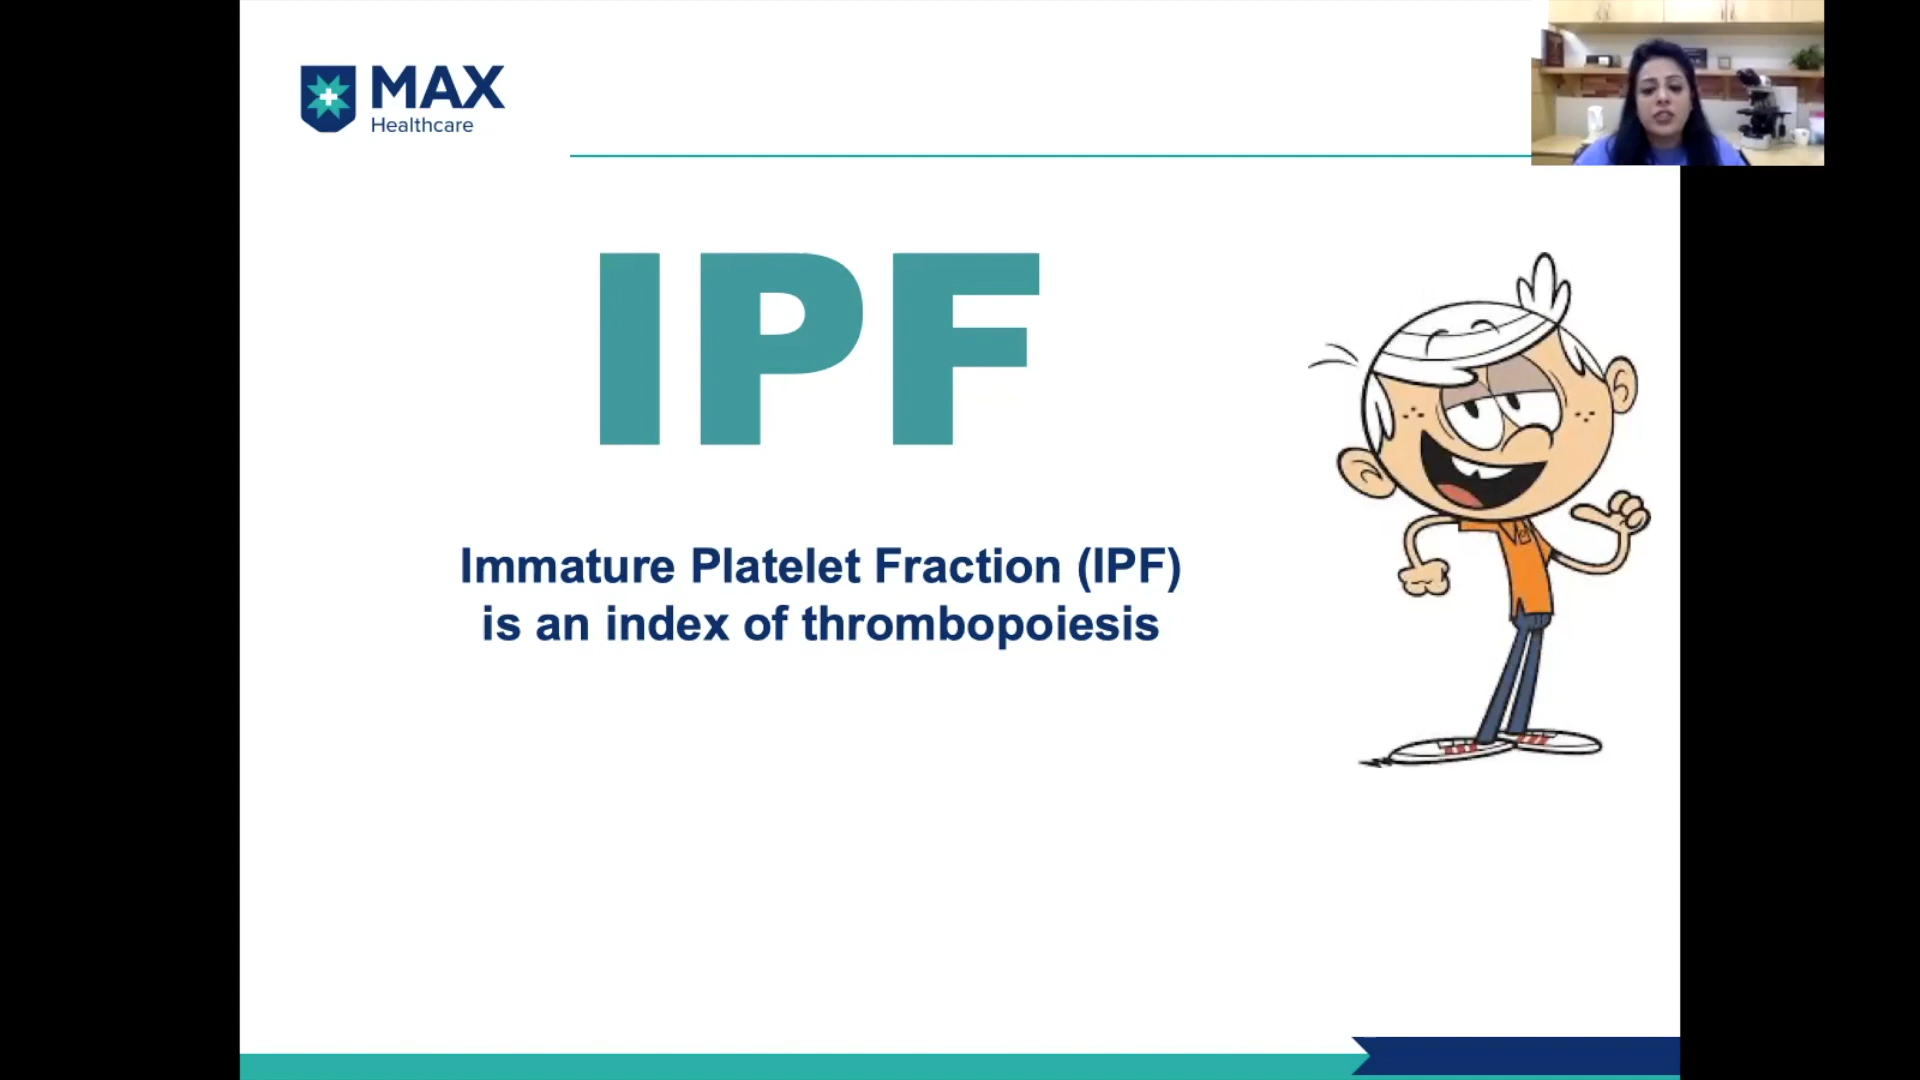 MAX
Healthcare
IPF
Immature Platelet Fraction (IPF)
is an index of thrombopoiesis